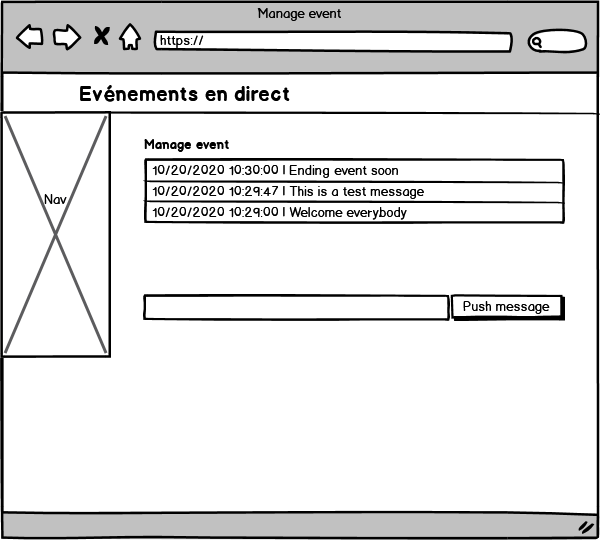 Manage event
https://
Evénements en direct
Nav
Manage event
10/20/2020 10:30:00 | Ending event soon
10/20/2020 10:29:47 | This is a test message
10/20/2020 10:29:00 | Welcome everybody
Push message